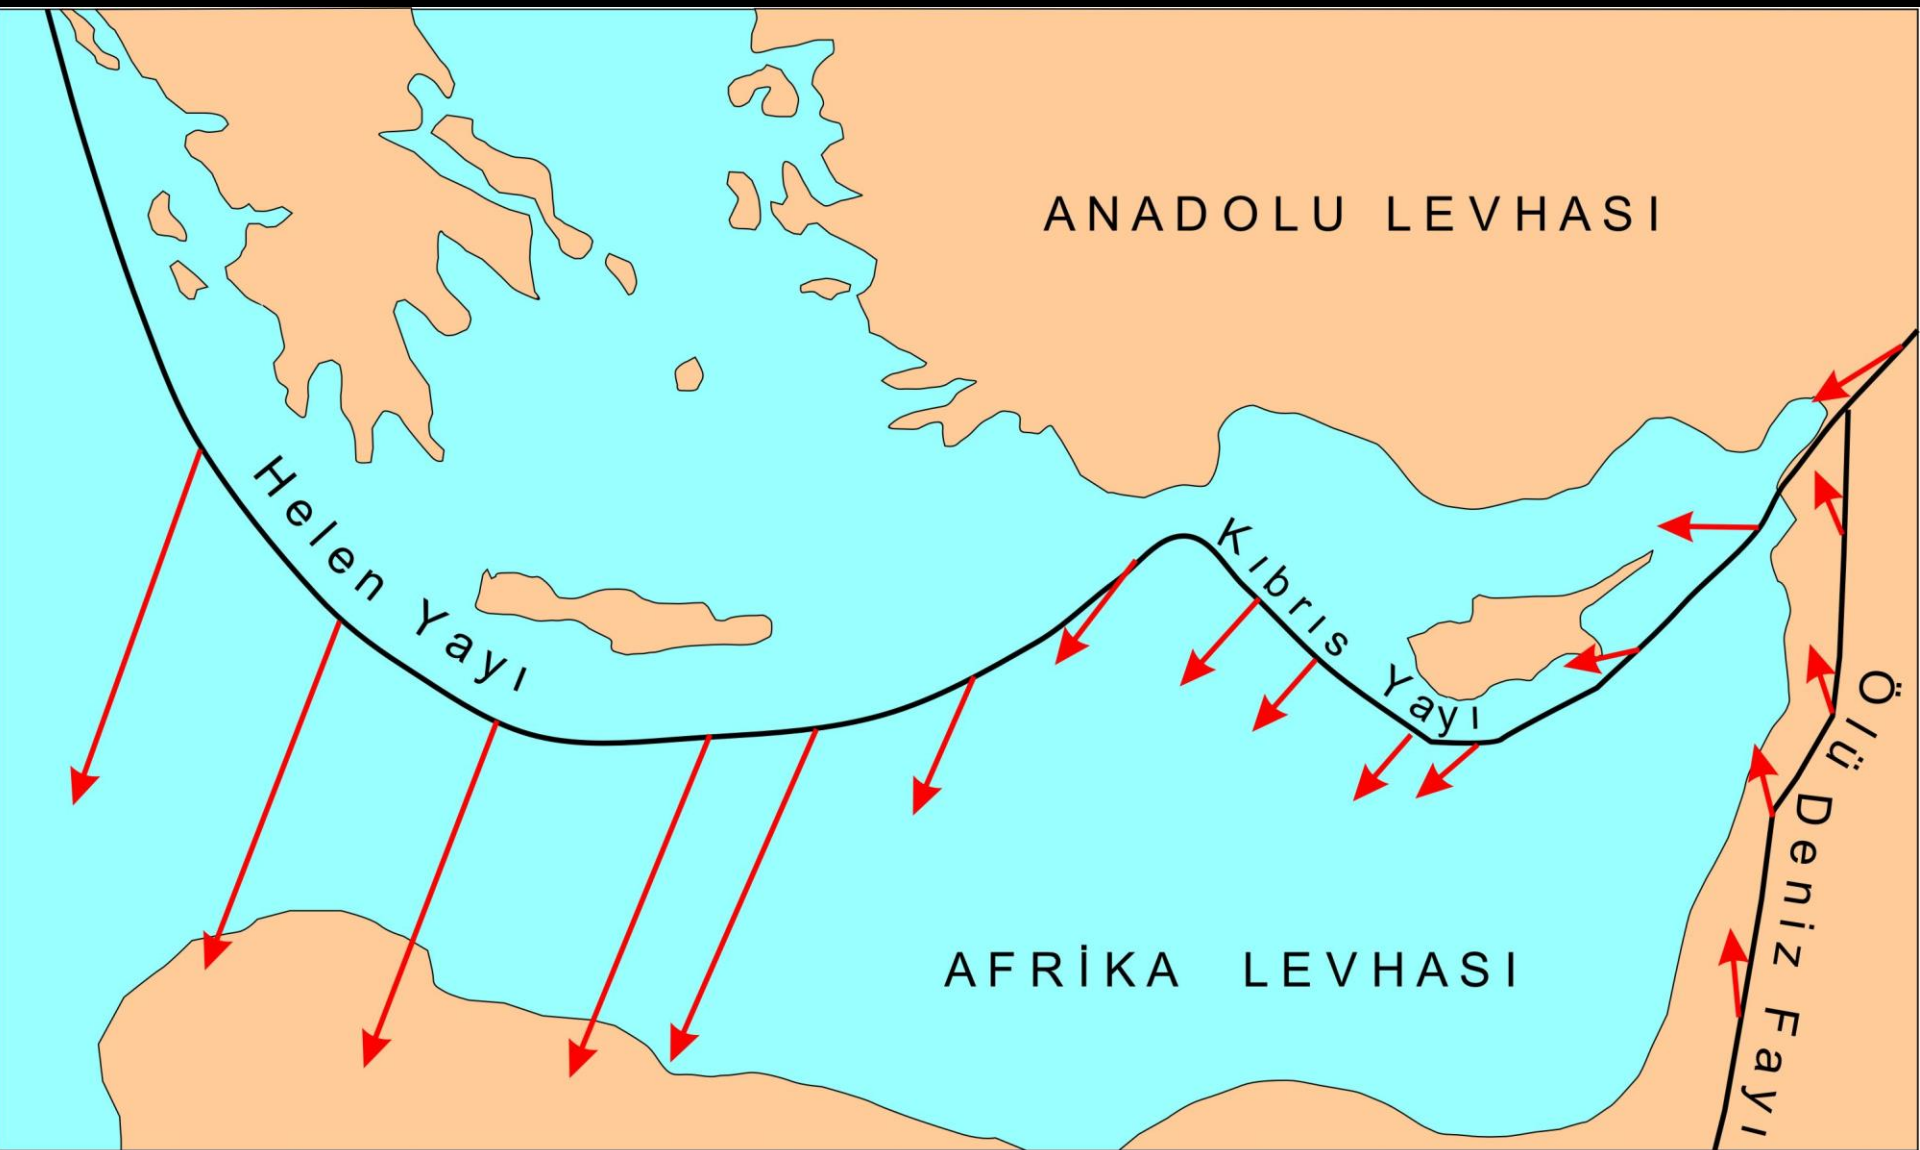 ANADOLU LEVHASI
Helen Yayı
Kıbrıs Yayı
Ölü Deniz Fayı
AFRİKA LEVHASI